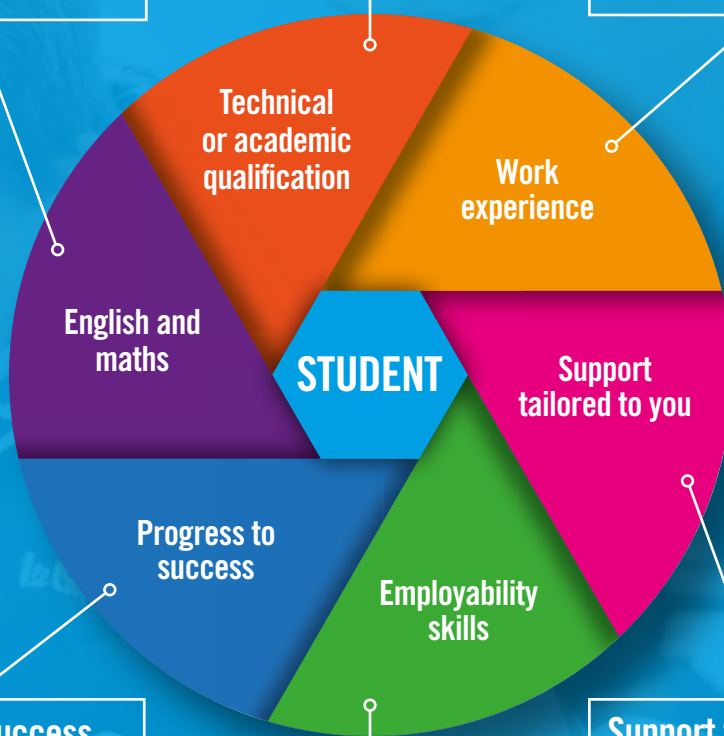 Technical
or academic
qualification
Work
experience
English and
maths
STUDENT
Support
tailored to you
Progress to
success
Employability
skills
Support